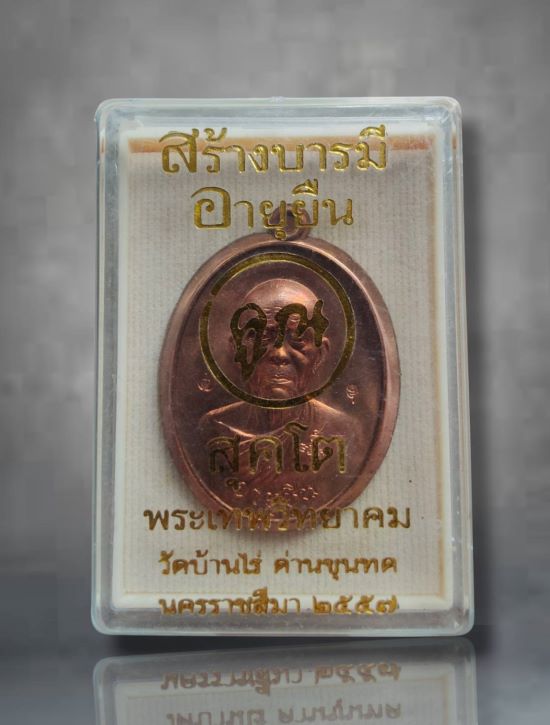 สร้างบารมี
อายุยืน
คูณ
สุคโต
พระเทพวิทยาคม
วัดบ้านไร่ ด่านขุนทด
นครราชสีมา ๒๕๕๗